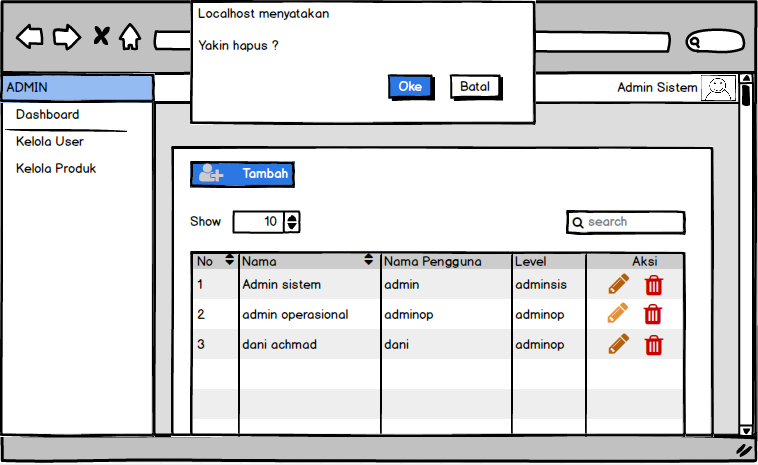 Localhost menyatakan
Yakin hapus ?
Oke Batal
ADMIN
Admin Sistem
Dashboard
Kelola User
Kelola Produk
Tambah
Show 10
search
No Nama Nama Pengguna Level Aksi
1 Admin sistem admin adminsis
2 admin operasional adminop adminop
3 dani achmad dani adminop